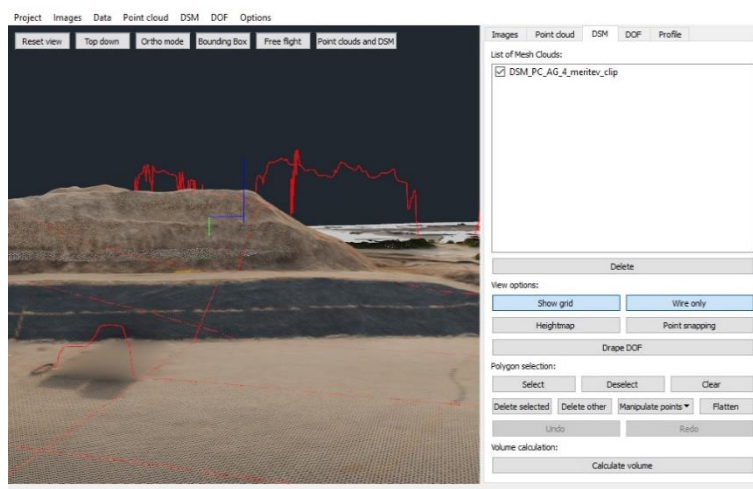 Project Images Data Point cloud DSM DOF Options
Reset view Top down Ortho mode Bounding Box Free flight Point clouds and DSM
Images Point cloud DSM DOF Profile
List of Mesh Clouds:
DSM_PC_AG_4_meritev_clip
Delete
View options:
Show grid Wire only
Heightmap Point snapping
Drape DOF
Polygon selection:
Select Deselect Clear
Delete selected Delete other Manipulate points Flatten
Undo Redo
Volume calculation:
Calculate volume